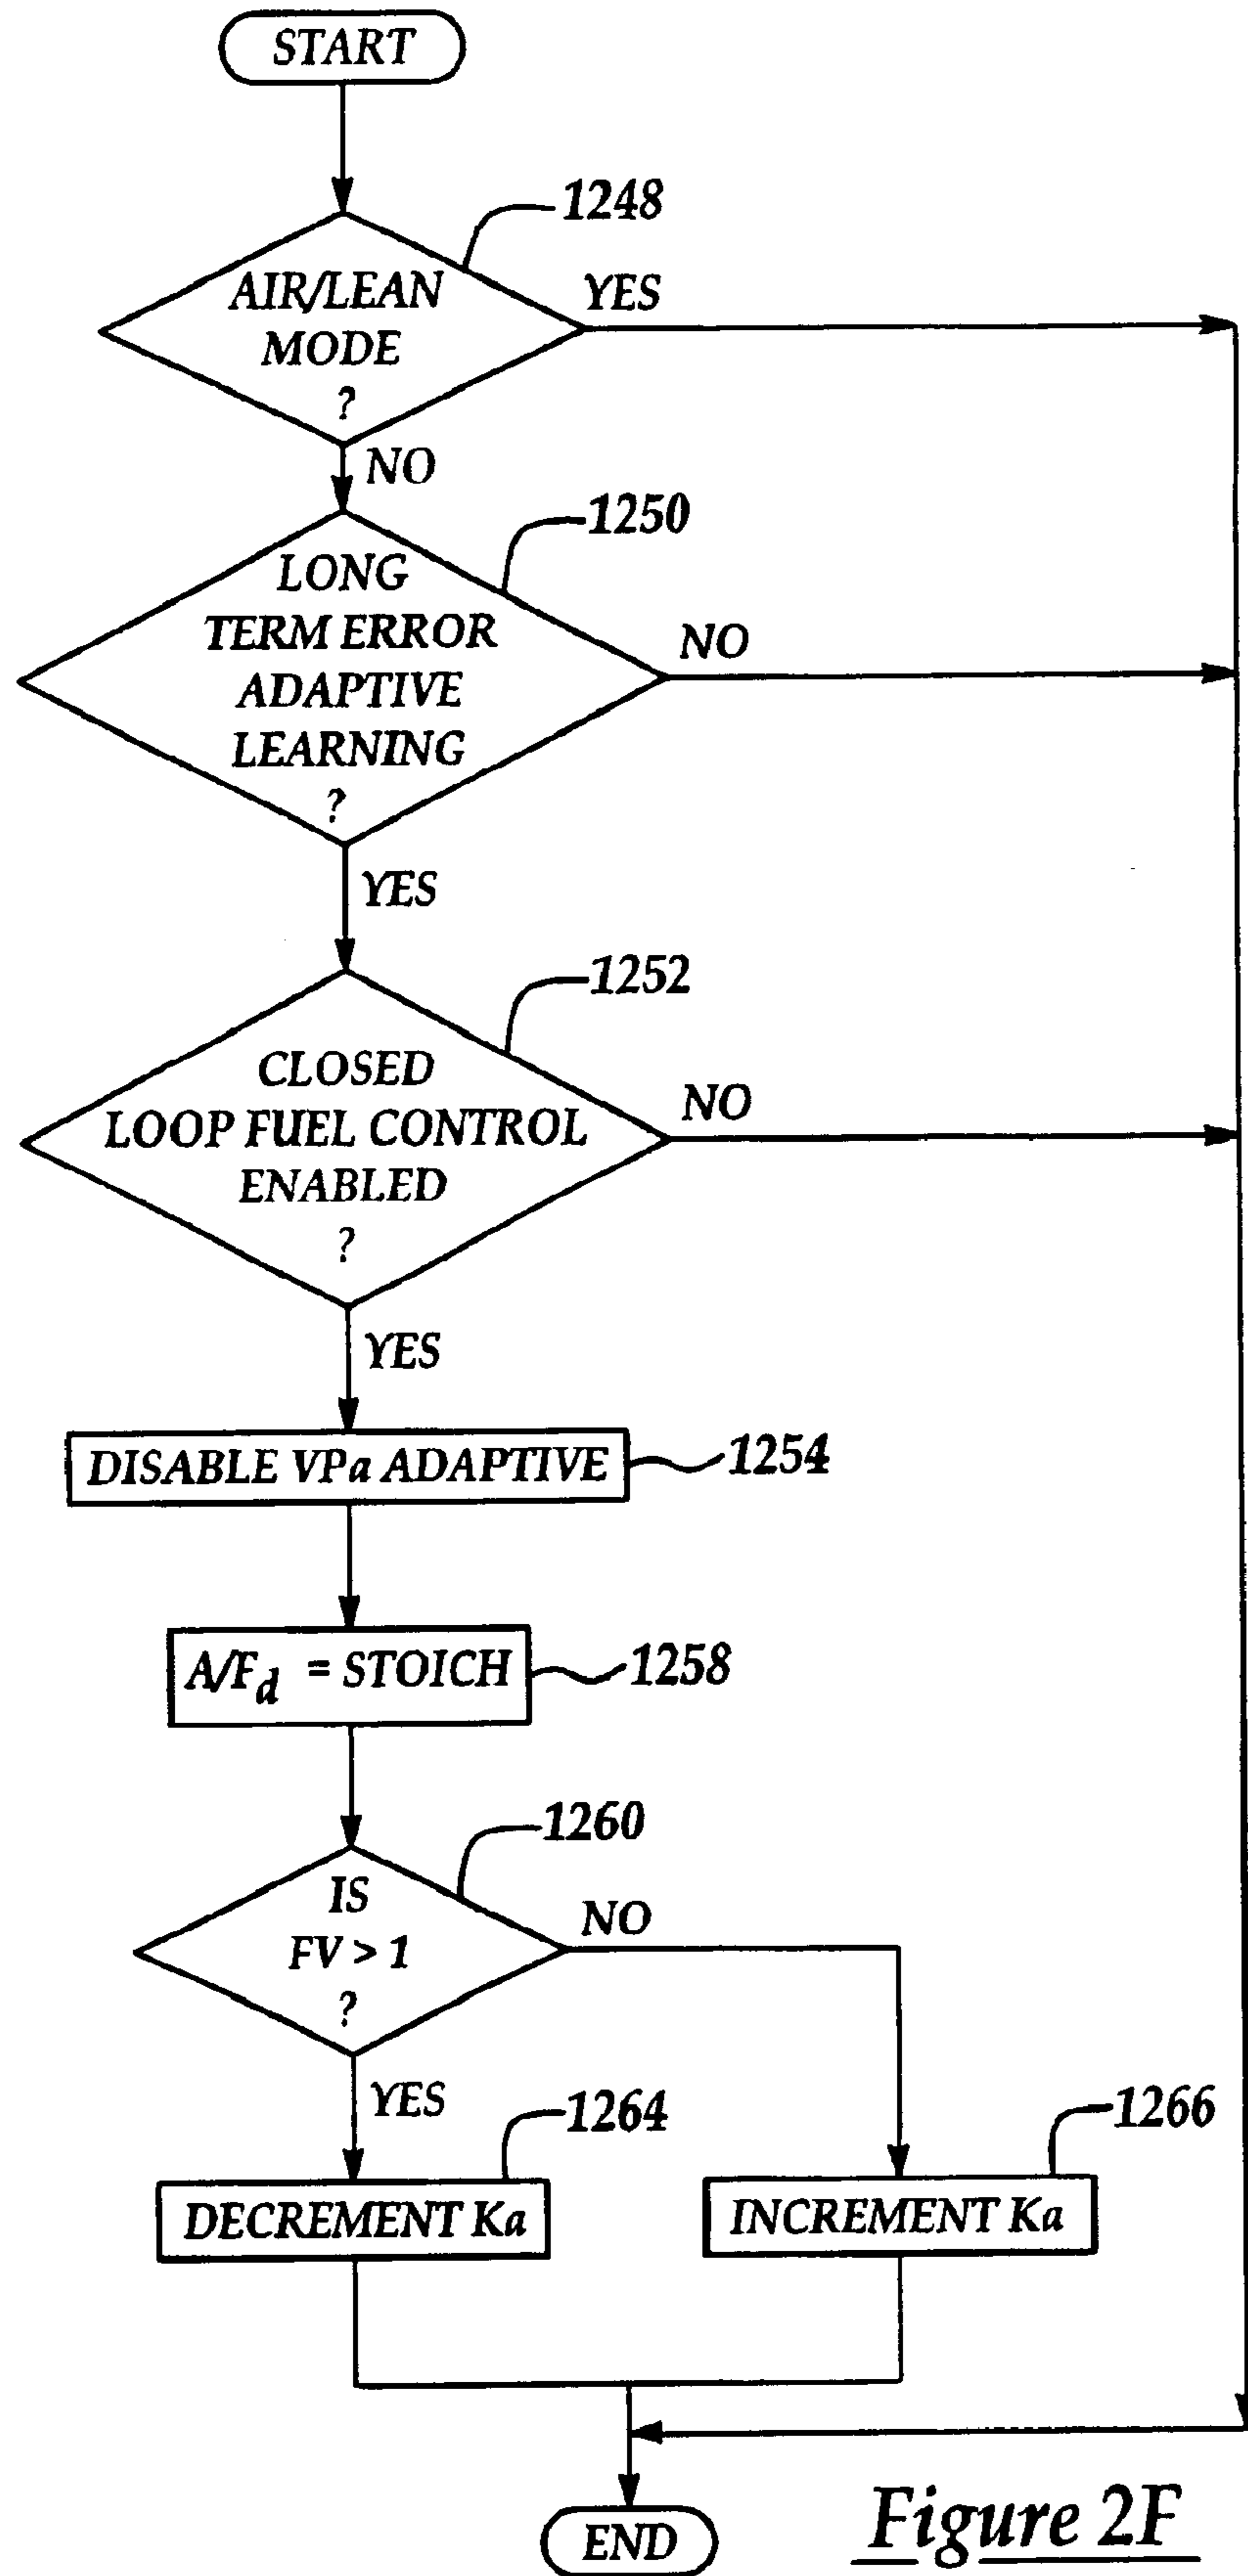 START
1248
AIR/LEAN
MODE
?
YES
NO
1250
LONG
TERM ERROR
ADAPTIVE
LEARNING
?
NO
YES
1252
CLOSED
LOOP FUEL CONTROL
ENABLED
?
NO
YES
DISABLE VPa ADAPTIVE
1254
A/Fd = STOICH
1258
1260
IS
FV > 1
?
NO
YES
1264
1266
DECREMENT Ka
INCREMENT Ka
END
Figure 2F